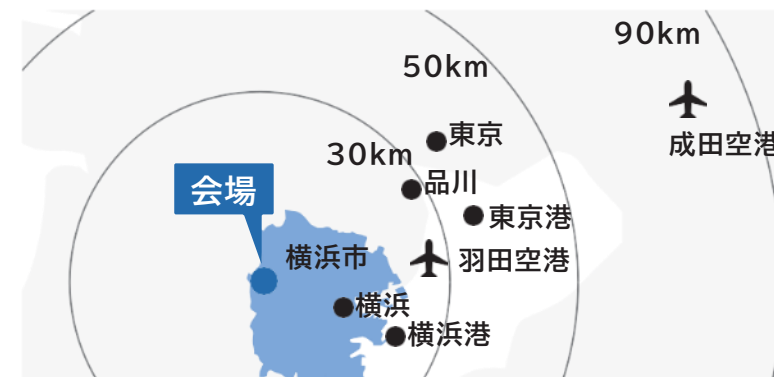 90km
50km
東京
成田空港
30km
品川
会場
東京港
横浜市
羽田空港
横浜
横浜港